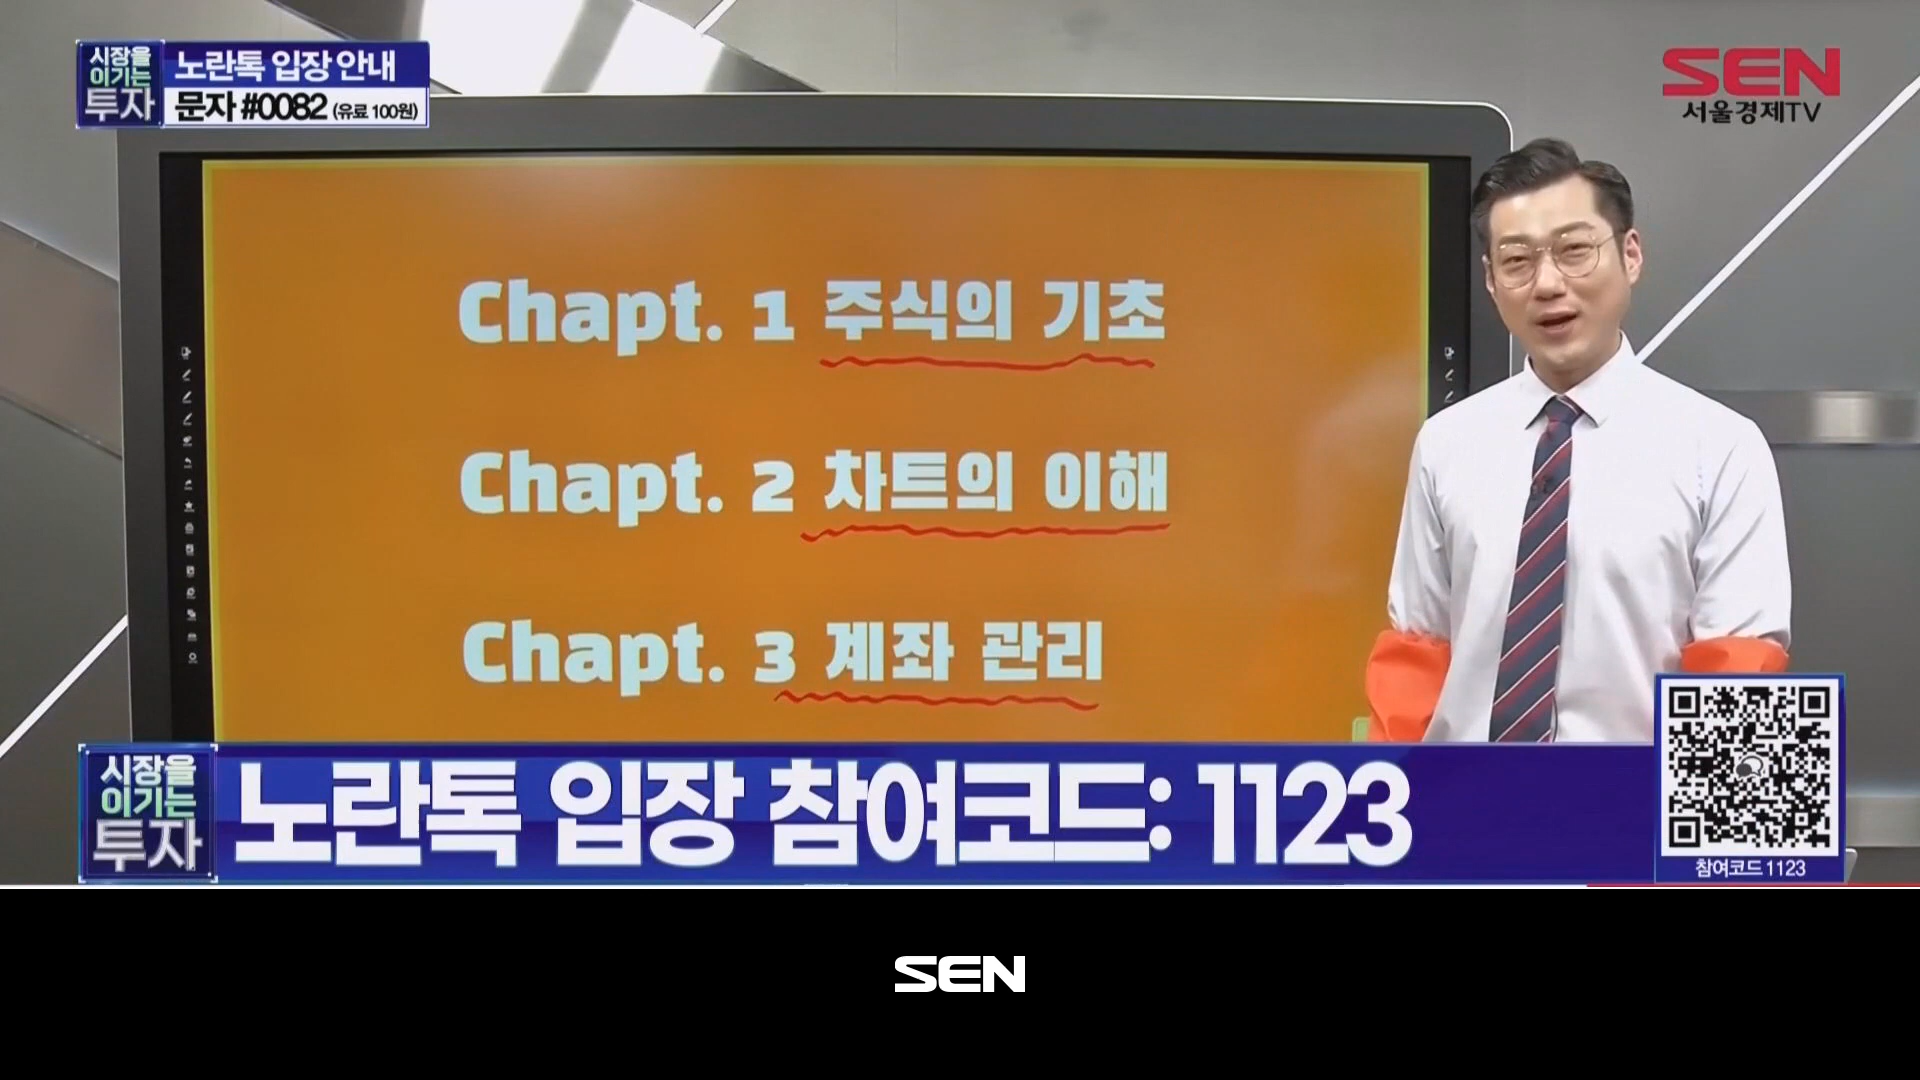 시장을
이기는
투자
노란톡 입장 안내
문자 #0082 (유료 100원)
SEN
서울경제TV
Chapt. 1 주식의 기초
Chapt. 2 차트의 이해
Chapt. 3 계좌 관리
시장을
이기는
투자
노란톡 입장 참여코드: 1123
참여코드 1123
SEN